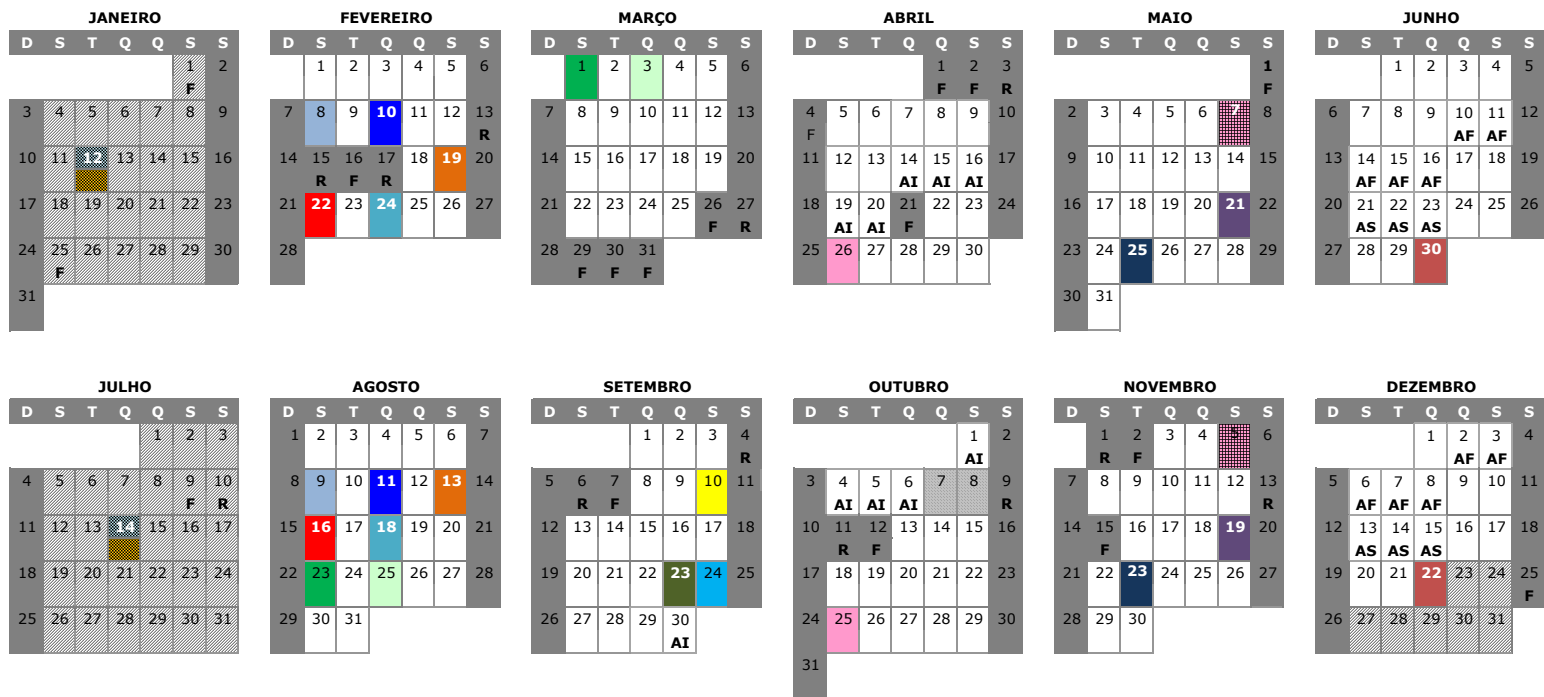 JANEIRO
D S T Q Q S S
1 2
F
3 4 5 6 7 8 9
10 11 12 13 14 15 16
17 18 19 20 21 22 23
24 25 26 27 28 29 30
F
31
FEVEREIRO
D S T Q Q S S
1 2 3 4 5 6
7 8 9 10 11 12 13
R
14 15 16 17 18 19 20
R F R
21 22 23 24 25 26 27
28
MARÇO
D S T Q Q S S
1 2 3 4 5 6
7 8 9 10 11 12 13
14 15 16 17 18 19 20
21 22 23 24 25 26 27
F R
28 29 30 31
F F F
ABRIL
D S T Q Q S S
1 2 3
F F R
4 5 6 7 8 9 10
F
11 12 13 14 15 16 17
AI AI AI
18 19 20 21 22 23 24
AI AI F
25 26 27 28 29 30
MAIO
D S T Q Q S S
1
F
2 3 4 5 6 7 8
9 10 11 12 13 14 15
16 17 18 19 20 21 22
23 24 25 26 27 28 29
30 31
JUNHO
D S T Q Q S S
1 2 3 4 5
6 7 8 9 10 11 12
AF AF
13 14 15 16 17 18 19
AF AF AF
20 21 22 23 24 25 26
AS AS AS
27 28 29 30
JULHO
D S T Q Q S S
1 2 3
4 5 6 7 8 9 10
F R
11 12 13 14 15 16 17
18 19 20 21 22 23 24
25 26 27 28 29 30 31
AGOSTO
D S T Q Q S S
1 2 3 4 5 6 7
8 9 10 11 12 13 14
15 16 17 18 19 20 21
22 23 24 25 26 27 28
29 30 31
SETEMBRO
D S T Q Q S S
1 2 3 4
R
5 6 7 8 9 10 11
R F
12 13 14 15 16 17 18
19 20 21 22 23 24 25
26 27 28 29 30
AI
OUTUBRO
D S T Q Q S S
1 2
AI
3 4 5 6 7 8 9
AI AI AI R
10 11 12 13 14 15 16
R F
17 18 19 20 21 22 23
24 25 26 27 28 29 30
31
NOVEMBRO
D S T Q Q S S
1 2 3 4 5 6
R F
7 8 9 10 11 12 13
R
14 15 16 17 18 19 20
F
21 22 23 24 25 26 27
28 29 30
DEZEMBRO
D S T Q Q S S
1 2 3 4
AF AF
5 6 7 8 9 10 11
AF AF AF
12 13 14 15 16 17 18
AS AS AS
19 20 21 22 23 24 25
F
26 27 28 29 30 31